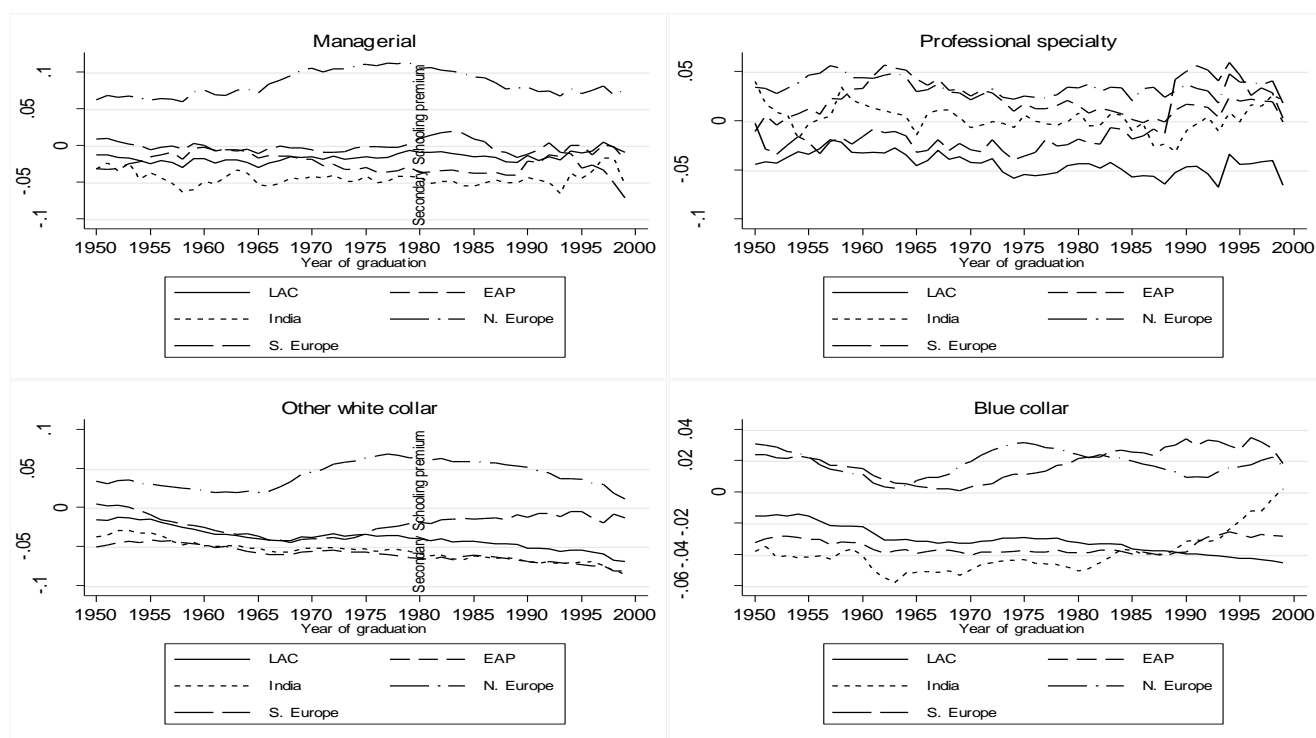 Managerial
.1
.05
0
-.05
-.1
Secondary Schooling premium
1950 1955 1960 1965 1970 1975 1980 1985 1990 1995 2000
Year of graduation
LAC EAP
India N. Europe
S. Europe
Professional specialty
.05
0
-.05
-.1
1950 1955 1960 1965 1970 1975 1980 1985 1990 1995 2000
Year of graduation
LAC EAP
India N. Europe
S. Europe
Other white collar
.1
.05
0
-.05
-.1
Secondary Schooling premium
1950 1955 1960 1965 1970 1975 1980 1985 1990 1995 2000
Year of graduation
LAC EAP
India N. Europe
S. Europe
Blue collar
-.06 -.04 -.02 0 .02 .04
1950 1955 1960 1965 1970 1975 1980 1985 1990 1995 2000
Year of graduation
LAC EAP
India N. Europe
S. Europe